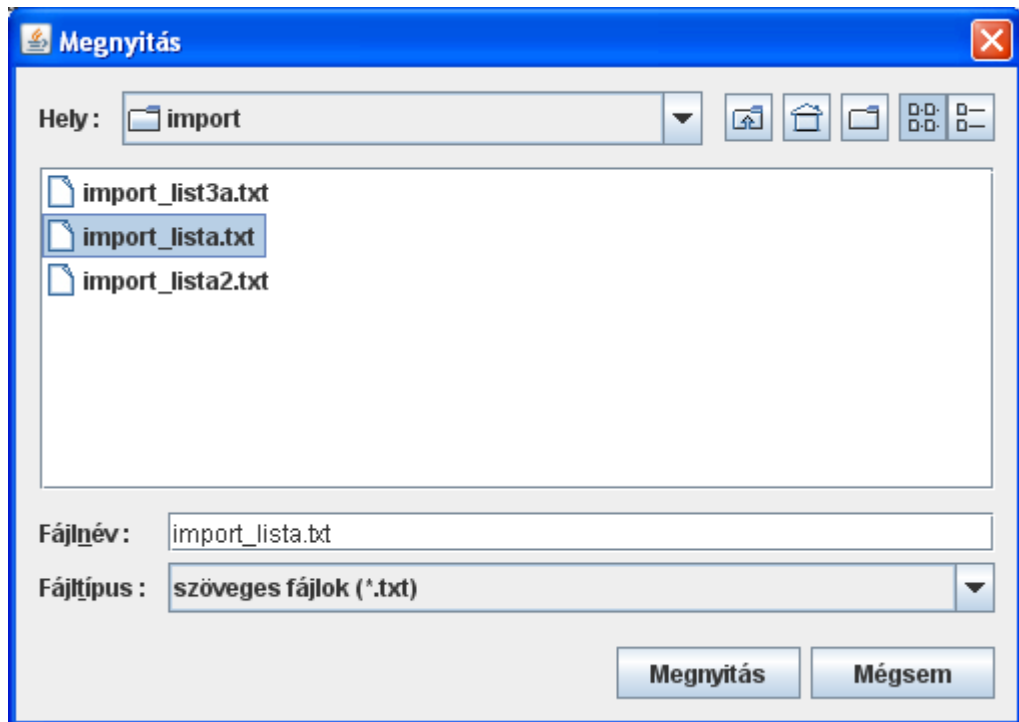 Megnyitás
Hely: import
import_list3a.txt
import_lista.txt
import_lista2.txt
Fájlnév: import_lista.txt
Fájltípus: szöveges fájlok (*.txt)
Megnyitás Mégsem